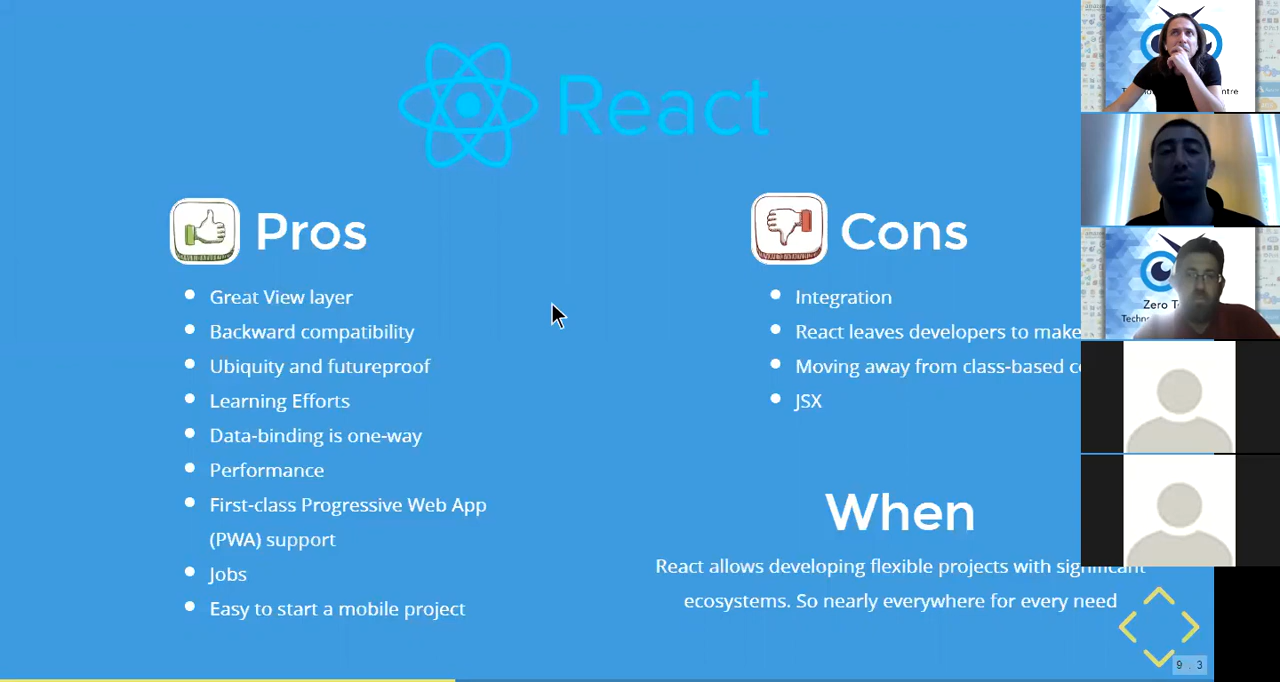 React
Pros
Great View layer
Backward compatibility
Ubiquity and futureproof
Learning Efforts
Data-binding is one-way
Performance
First-class Progressive Web App
(PWA) support
Jobs
Easy to start a mobile project
Cons
Integration
React leaves developers to make
Moving away from class-based
JSX
When
React allows developing flexible projects with significant
ecosystems. So nearly everywhere for every need
9 . 3
Zero